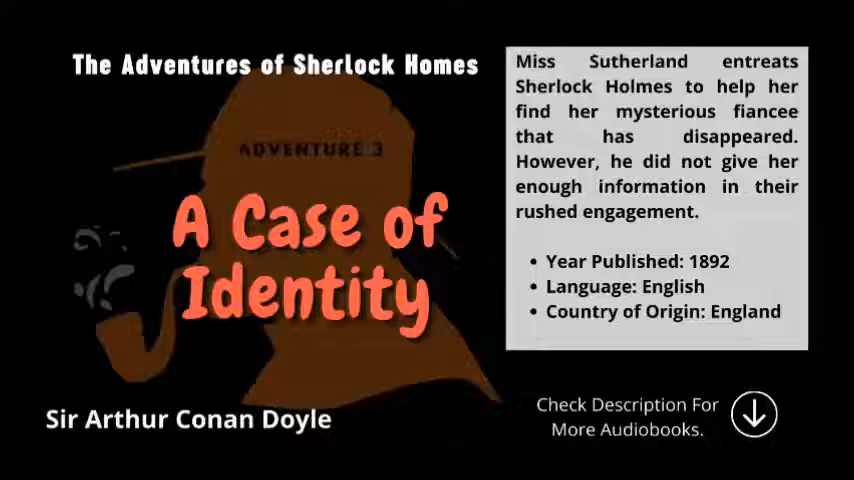 The Adventures of Sherlock Homes
ADVENTURE 3
A Case of
Identity
Sir Arthur Conan Doyle
Miss Sutherland entreats
Sherlock Holmes to help her
find her mysterious fiancee
that has disappeared.
However, he did not give her
enough information in their
rushed engagement.
• Year Published: 1892
• Language: English
• Country of Origin: England
Check Description For
More Audiobooks.